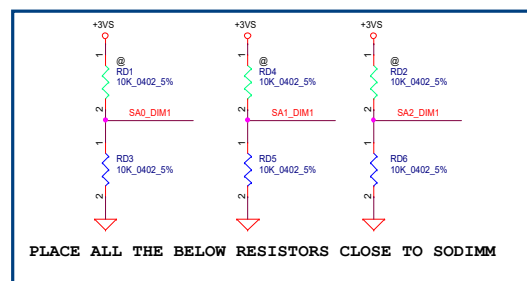 +3VS +3VS +3VS
1 1 1
@ @ @
RD1 RD4 RD2
10K_0402_5% 10K_0402_5% 10K_0402_5%
2 2 2
SA0_DIM1 SA1_DIM1 SA2_DIM1
1 1 1
RD3 RD5 RD6
10K_0402_5% 10K_0402_5% 10K_0402_5%
2 2 2
PLACE ALL THE BELOW RESISTORS CLOSE TO SODIMM